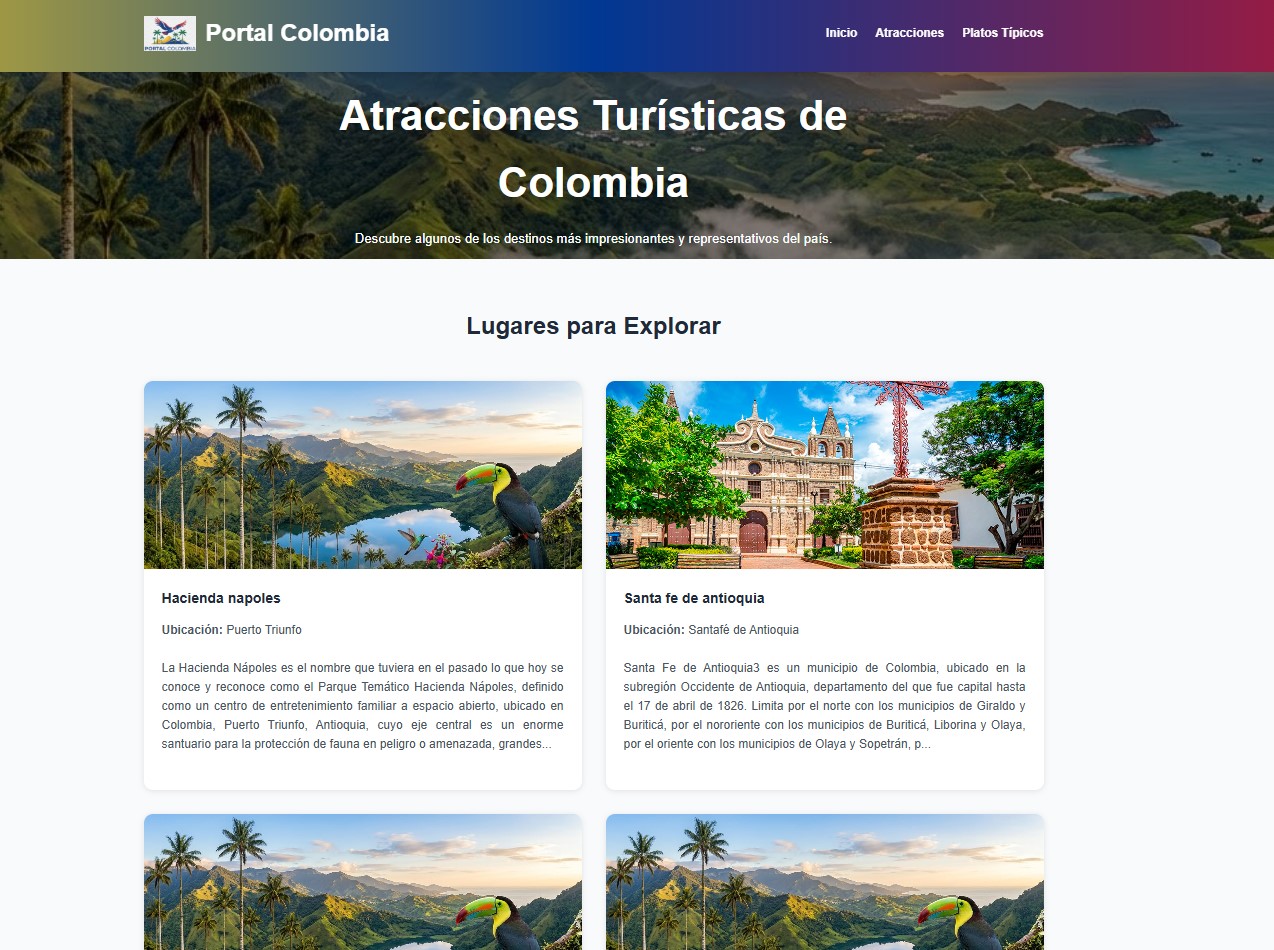 PORTAL COLOMBIA
Portal Colombia
Inicio Atracciones Platos Típicos
Atracciones Turísticas de
Colombia
Descubre algunos de los destinos más impresionantes y representativos del país.
Lugares para Explorar
Hacienda napoles
Ubicación: Puerto Triunfo
La Hacienda Nápoles es el nombre que tuviera en el pasado lo que hoy se
conoce y reconoce como el Parque Temático Hacienda Nápoles, definido
como un centro de entretenimiento familiar a espacio abierto, ubicado en
Colombia, Puerto Triunfo, Antioquia, cuyo eje central es un enorme
santuario para la protección de fauna en peligro o amenazada, grandes...
Santa fe de antioquia
Ubicación: Santafé de Antioquia
Santa Fe de Antioquia3 es un municipio de Colombia, ubicado en la
subregión Occidente de Antioquia, departamento del que fue capital hasta
el 17 de abril de 1826. Limita por el norte con los municipios de Giraldo y
Buriticá, por el nororiente con los municipios de Buriticá, Liborina y Olaya,
por el oriente con los municipios de Olaya y Sopetrán, p...